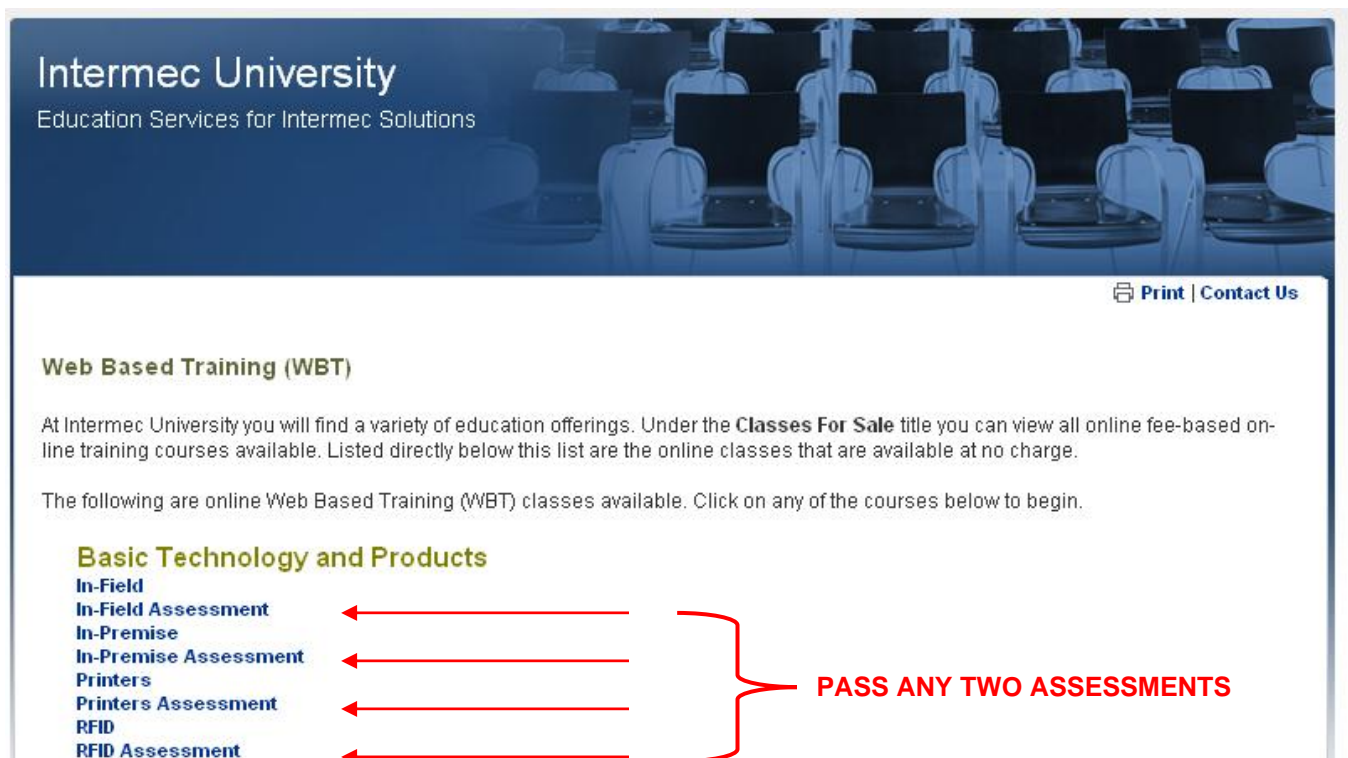 Intermec University
Education Services for Intermec Solutions
Print | Contact Us
Web Based Training (WBT)
At Intermec University you will find a variety of education offerings. Under the Classes For Sale title you can view all online fee-based on-
line training courses available. Listed directly below this list are the online classes that are available at no charge.
The following are online Web Based Training (WBT) classes available. Click on any of the courses below to begin.
Basic Technology and Products
In-Field
In-Field Assessment
In-Premise
In-Premise Assessment
Printers
Printers Assessment
RFID
RFID Assessment
PASS ANY TWO ASSESSMENTS